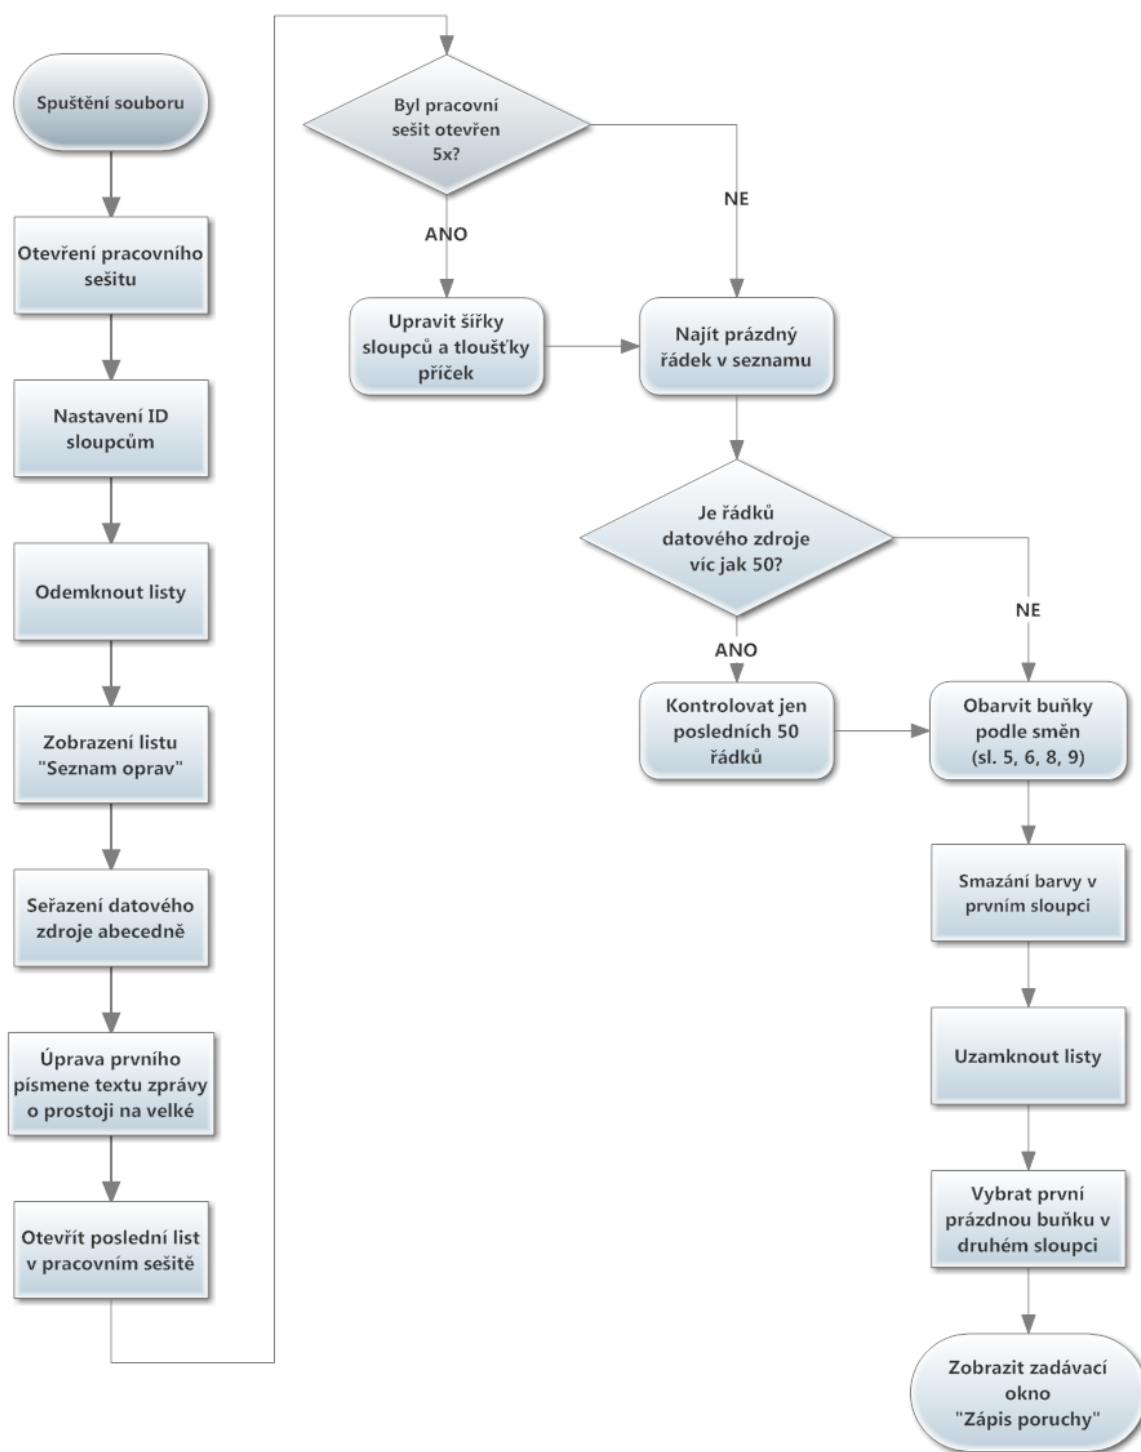 Spuštění souboru
Otevření pracovního
sešitu
Nastavení ID
sloupcům
Odemknout listy
Zobrazení listu
"Seznam oprav"
Seřazení datového
zdroje abecedně
Úprava prvního
písmene textu zprávy
o prostoji na velké
Otevřít poslední list
v pracovním sešitě
Byl pracovní
sešit otevřen
5x?
NE
ANO
Upravit šířky
sloupců a tloušťky
příček
Najít prázdný
řádek v seznamu
Je řádků
datového zdroje
víc jak 50?
NE
ANO
Kontrolovat jen
posledních 50
řádků
Obarvit buňky
podle směn
(sl. 5, 6, 8, 9)
Smazání barvy v
prvním sloupci
Uzamknout listy
Vybrat první
prázdnou buňku v
druhém sloupci
Zobrazit zadávací
okno
"Zápis poruchy"